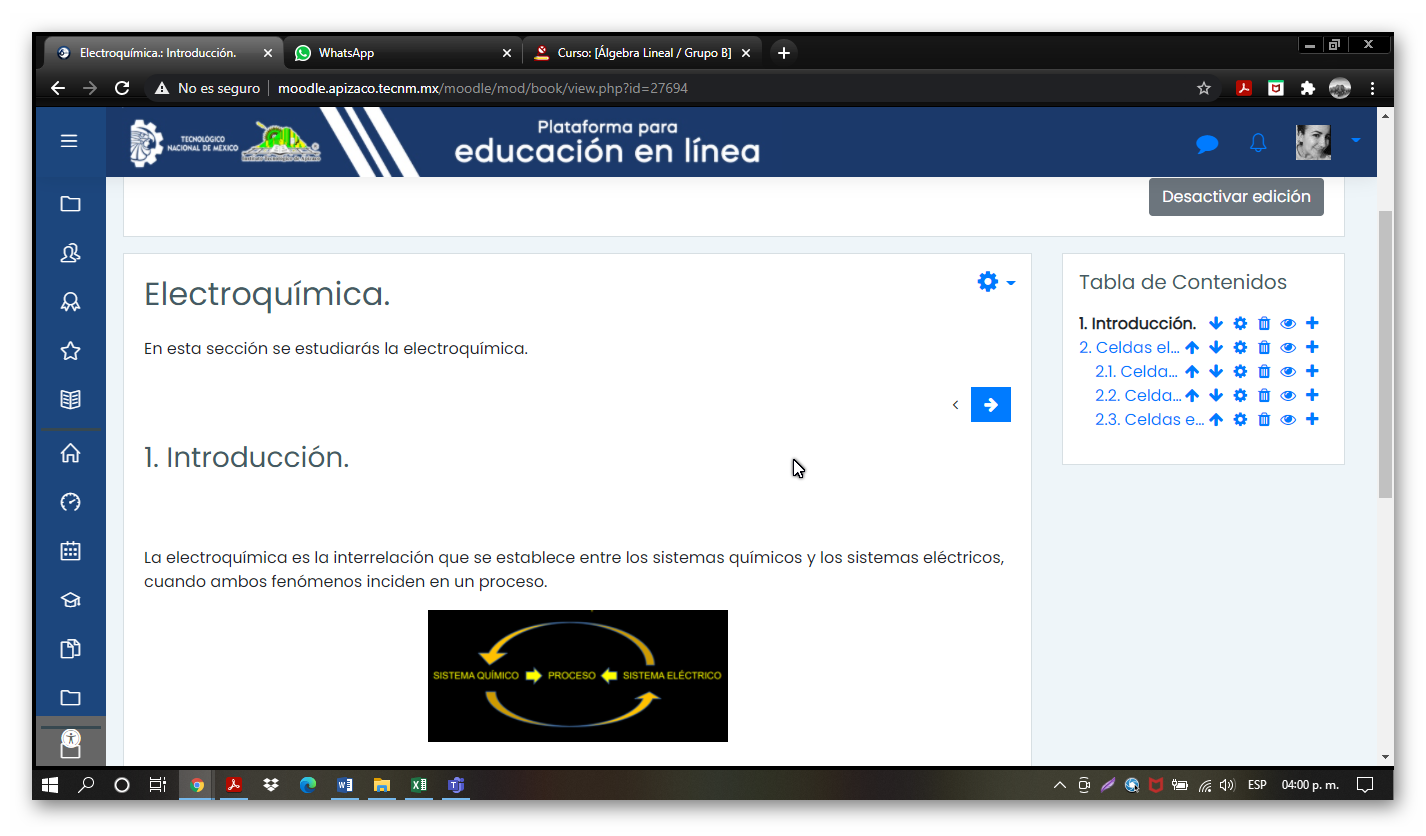 Electroquímica.: Introducción.
WhatsApp
Curso: [Álgebra Lineal / Grupo B]
No es seguro
moodle.apizaco.tecnm.mx/moodle/mod/book/view.php?id=27694
TECNOLÓGICO
NACIONAL DE MÉXICO
Plataforma para
educación en línea
Desactivar edición
Electroquímica.
En esta sección se estudiarás la electroquímica.
1. Introducción.
La electroquímica es la interrelación que se establece entre los sistemas químicos y los sistemas eléctricos,
cuando ambos fenómenos inciden en un proceso.
SISTEMA QUÍMICO PROCESO SISTEMA ELÉCTRICO
Tabla de Contenidos
1. Introducción.
2. Celdas el...
2.1. Celda...
2.2. Celda...
2.3. Celdas e...
ESP
04:00 p. m.